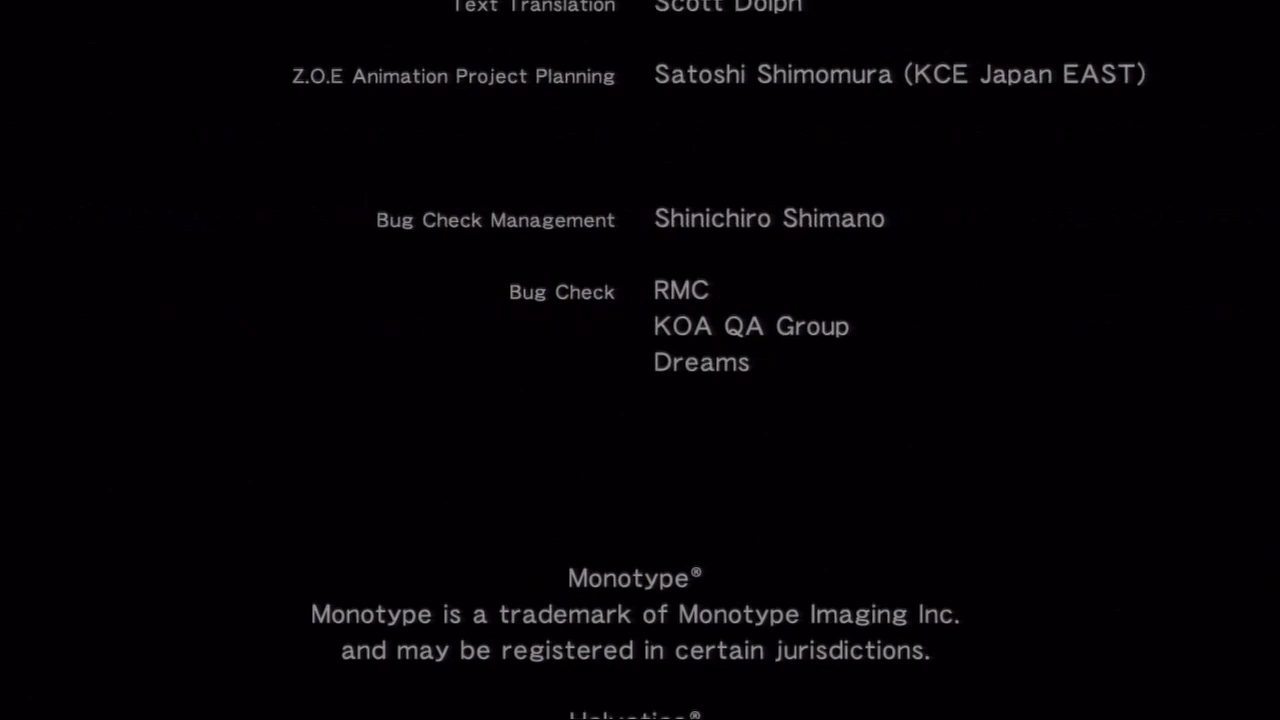 Text Translation Scott Dolph
Z.O.E Animation Project Planning Satoshi Shimomura (KCE Japan EAST)
Bug Check Management Shinichiro Shimano
Bug Check RMC
KOA QA Group
Dreams
Monotype®
Monotype is a trademark of Monotype Imaging Inc.
and may be registered in certain jurisdictions.
Helvetica®